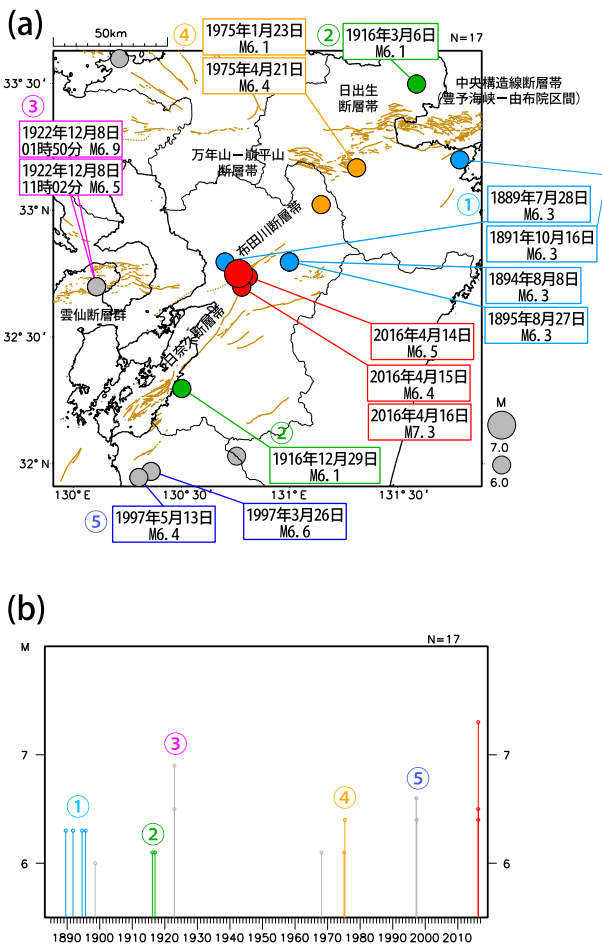 (a)
50km
④
1975年1月23日
M6.1
②
1916年3月6日
M6.1
N=17
33°30′
1975年4月21日
M6.4
日出生
断層帯
中央構造線断層帯
(豊予海峡ー由布院区間)
③
1922年12月8日
01時50分 M6.9
万年山ー崩平山
断層帯
1922年12月8日
11時02分 M6.5
①
1889年7月28日
M6.3
33°N
布田川断層帯
1891年10月16日
M6.3
1894年8月8日
M6.3
雲仙断層群
1895年8月27日
M6.3
32°30′
日奈久断層帯
2016年4月14日
M6.5
2016年4月15日
M6.4
2016年4月16日
M7.3
M
7.0
6.0
②
1916年12月29日
M6.1
32°N
130°E
130°30′
131°E
131°30′
⑤
1997年5月13日
M6.4
1997年3月26日
M6.6
(b)
M
N=17
7
7
③
①
②
④
⑤
6
6
1890 1900 1910 1920 1930 1940 1950 1960 1970 1980 1990 2000 2010